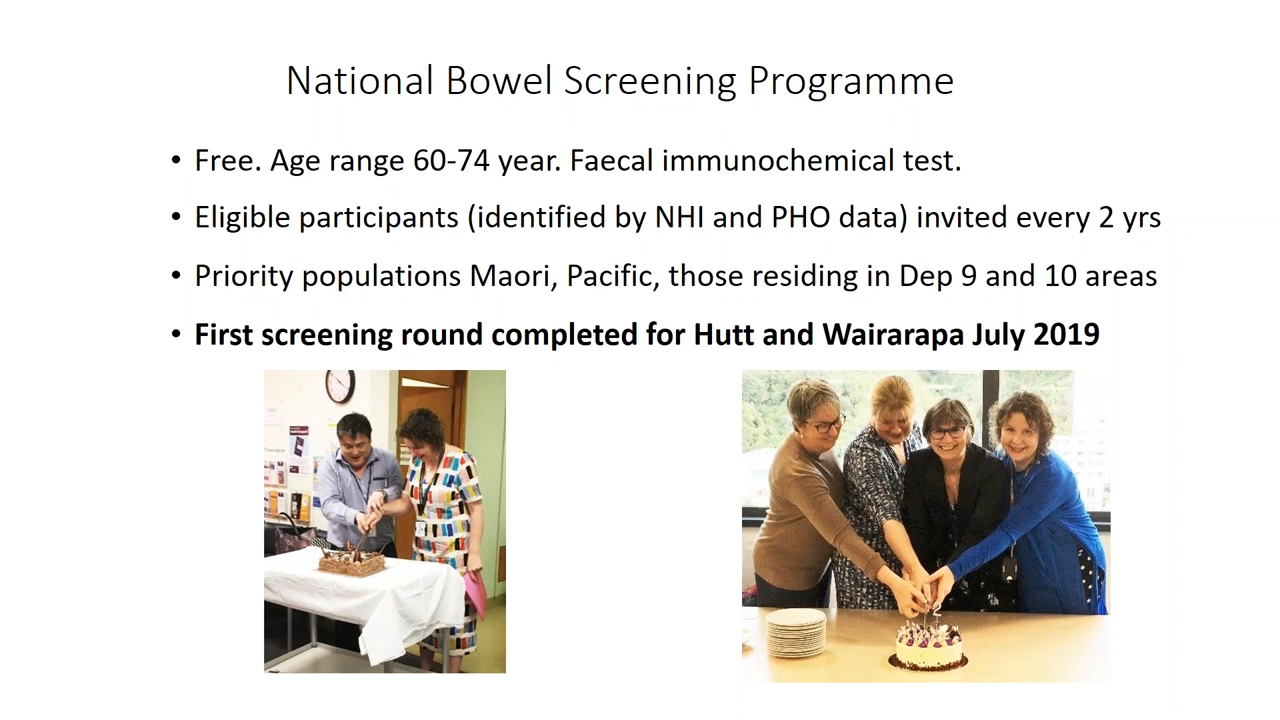 National Bowel Screening Programme
• Free. Age range 60-74 year. Faecal immunochemical test.
• Eligible participants (identified by NHI and PHO data) invited every 2 yrs
• Priority populations Maori, Pacific, those residing in Dep 9 and 10 areas
• First screening round completed for Hutt and Wairarapa July 2019